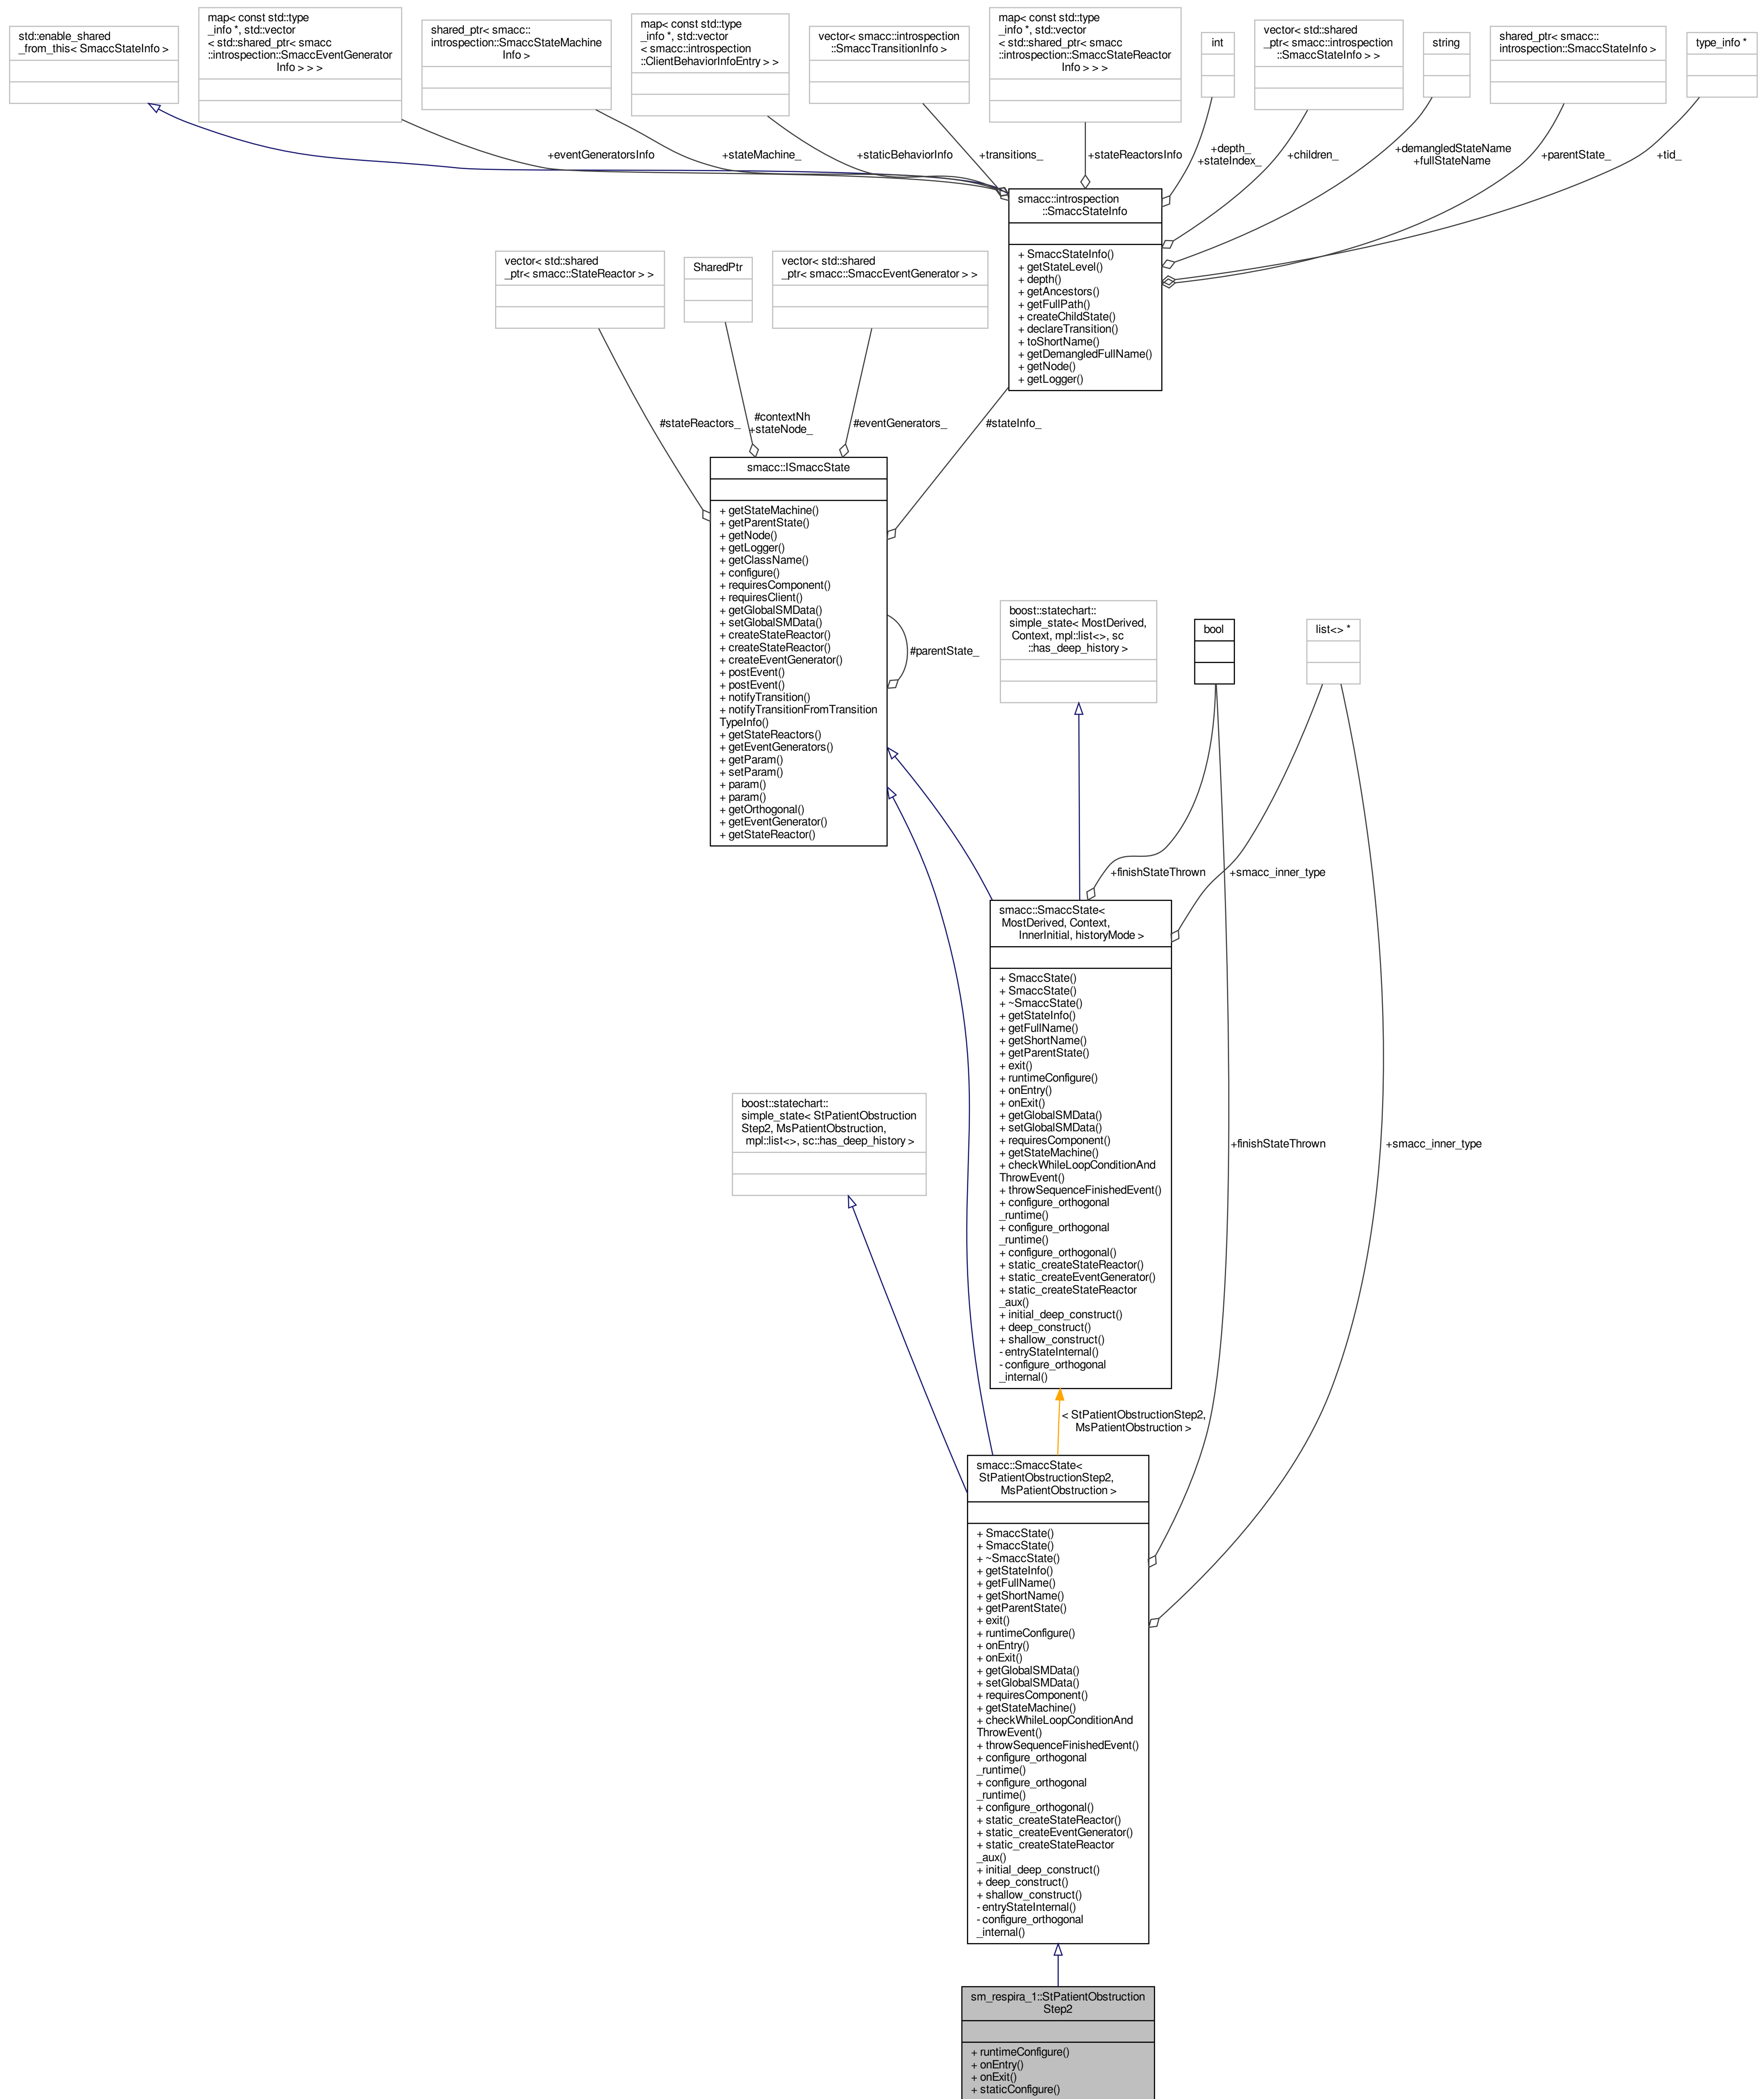 std::enable_shared
_from_this< SmaccStateInfo >
map< const std::type
_info *, std::vector
< std::shared_ptr< smacc
::introspection::SmaccEventGenerator
Info > > >
shared_ptr< smacc::
introspection::SmaccStateMachine
Info >
map< const std::type
_info *, std::vector
< smacc::introspection
::ClientBehaviorInfoEntry > >
vector< smacc::introspection
::SmaccTransitionInfo >
map< const std::type
_info *, std::vector
< std::shared_ptr< smacc
::introspection::SmaccStateReactor
Info > > >
int
vector< std::shared
_ptr< smacc::introspection
::SmaccStateInfo > >
string
shared_ptr< smacc::
introspection::SmaccStateInfo >
type_info *
+eventGeneratorsInfo
+stateMachine_
+staticBehaviorInfo
+transitions_
+stateReactorsInfo
+depth_
+stateIndex_
+children_
+demangledStateName
+fullStateName
+parentState_
+tid_
smacc::introspection
::SmaccStateInfo
+ SmaccStateInfo()
+ getStateLevel()
+ depth()
+ getAncestors()
+ getFullPath()
+ createChildState()
+ declareTransition()
+ toShortName()
+ getDemangledFullName()
+ getNode()
+ getLogger()
vector< std::shared
_ptr< smacc::StateReactor > >
SharedPtr
vector< std::shared
_ptr< smacc::SmaccEventGenerator > >
#stateReactors_
#contextNh
+stateNode_
#eventGenerators_
#stateInfo_
smacc::ISmaccState
+ getStateMachine()
+ getParentState()
+ getNode()
+ getLogger()
+ getClassName()
+ configure()
+ requiresComponent()
+ requiresClient()
+ getGlobalSMData()
+ setGlobalSMData()
+ createStateReactor()
+ createStateReactor()
+ createEventGenerator()
+ postEvent()
+ postEvent()
+ notifyTransition()
+ notifyTransitionFromTransition
TypeInfo()
+ getStateReactors()
+ getEventGenerators()
+ getParam()
+ setParam()
+ param()
+ param()
+ getOrthogonal()
+ getEventGenerator()
+ getStateReactor()
#parentState_
boost::statechart::
simple_state< MostDerived,
Context, mpl::list<>, sc
::has_deep_history >
bool
list<> *
+finishStateThrown
+smacc_inner_type
smacc::SmaccState<
MostDerived, Context,
InnerInitial, historyMode >
+ SmaccState()
+ SmaccState()
+ ~SmaccState()
+ getStateInfo()
+ getFullName()
+ getShortName()
+ getParentState()
+ exit()
+ runtimeConfigure()
+ onEntry()
+ onExit()
+ getGlobalSMData()
+ setGlobalSMData()
+ requiresComponent()
+ getStateMachine()
+ checkWhileLoopConditionAnd
ThrowEvent()
+ throwSequenceFinishedEvent()
+ configure_orthogonal
_runtime()
+ configure_orthogonal
_runtime()
+ configure_orthogonal()
+ static_createStateReactor()
+ static_createEventGenerator()
+ static_createStateReactor
_aux()
+ initial_deep_construct()
+ deep_construct()
+ shallow_construct()
- entryStateInternal()
- configure_orthogonal
_internal()
boost::statechart::
simple_state< StPatientObstruction
Step2, MsPatientObstruction,
mpl::list<>, sc::has_deep_history >
+finishStateThrown
+smacc_inner_type
< StPatientObstructionStep2,
MsPatientObstruction >
smacc::SmaccState<
StPatientObstructionStep2,
MsPatientObstruction >
+ SmaccState()
+ SmaccState()
+ ~SmaccState()
+ getStateInfo()
+ getFullName()
+ getShortName()
+ getParentState()
+ exit()
+ runtimeConfigure()
+ onEntry()
+ onExit()
+ getGlobalSMData()
+ setGlobalSMData()
+ requiresComponent()
+ getStateMachine()
+ checkWhileLoopConditionAnd
ThrowEvent()
+ throwSequenceFinishedEvent()
+ configure_orthogonal
_runtime()
+ configure_orthogonal
_runtime()
+ configure_orthogonal()
+ static_createStateReactor()
+ static_createEventGenerator()
+ static_createStateReactor
_aux()
+ initial_deep_construct()
+ deep_construct()
+ shallow_construct()
- entryStateInternal()
- configure_orthogonal
_internal()
sm_respira_1::StPatientObstruction
Step2
+ runtimeConfigure()
+ onEntry()
+ onExit()
+ staticConfigure()